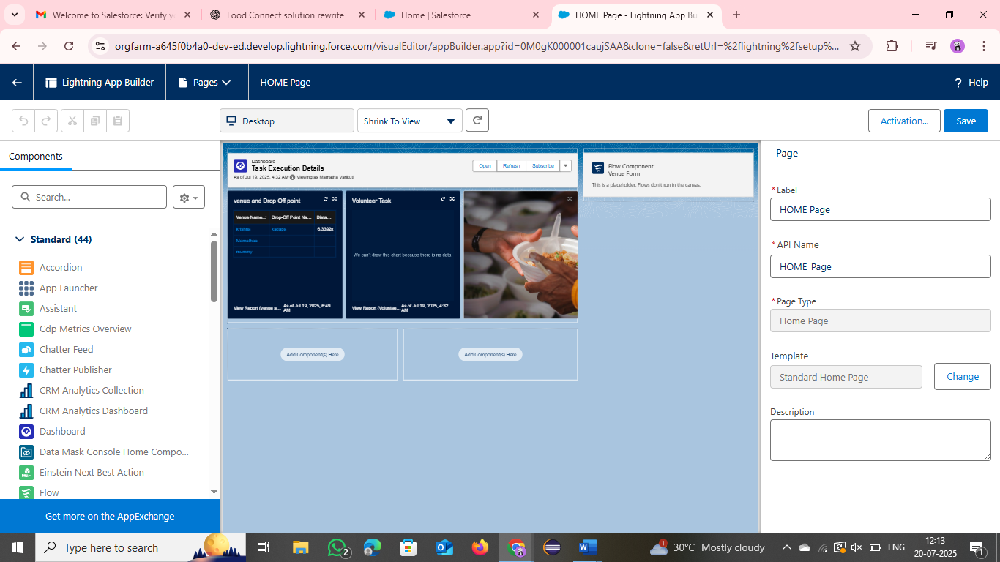 Welcome to Salesforce: Verify y
Food Connect solution rewrite
Home | Salesforce
HOME Page - Lightning App Bu
orgfarm-a645f0b4a0-dev-ed.develop.lightning.force.com/visualEditor/appBuilder.app?id=0M0gK000001caujSAA&clone=false&retUrl=%2flightning%2fsetup%...
Lightning App Builder
Pages
HOME Page
? Help
Desktop
Shrink To View
Activation...
Save
Components
Search...
Standard (44)
Accordion
App Launcher
Assistant
Cdp Metrics Overview
Chatter Feed
Chatter Publisher
CRM Analytics Collection
CRM Analytics Dashboard
Dashboard
Data Mask Console Home Compo...
Einstein Next Best Action
Flow
Get more on the AppExchange
Dashboard
Task Execution Details
As of Jul 19, 2025, 4:32 AM Viewing as Mamatha Varikuti
Open
Refresh
Subscribe
venue and Drop Off point
Venue Name... Drop-Off Point Na... Dista...
krishna kadapa 6.3392x
Mamathaa - -
mummy - -
View Report (venue a... As of Jul 19, 2025, 6:49 AM
Volunteer Task
We can't draw this chart because there is no data.
View Report (Voluntee... As of Jul 19, 2025, 4:32 AM
Flow Component:
Venue Form
This is a placeholder. Flows don't run in the canvas.
Add Component(s) Here
Add Component(s) Here
Page
*Label
HOME Page
*API Name
HOME_Page
*Page Type
Home Page
Template
Standard Home Page
Change
Description
Type here to search
2
1
30°C Mostly cloudy
ENG
12:13
20-07-2025
1